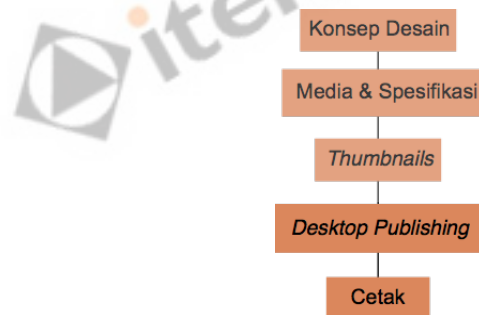 Konsep Desain
Media & Spesifikasi
Thumbnails
Desktop Publishing
Cetak